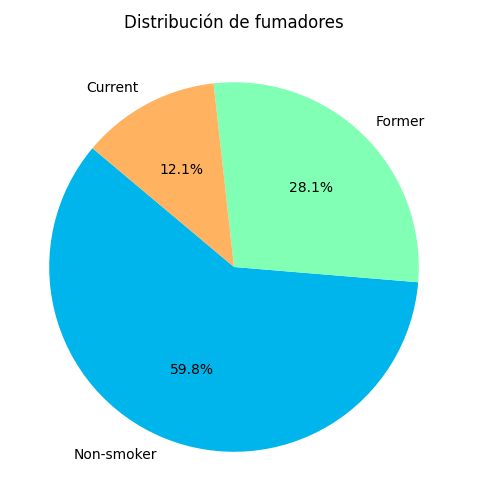 Distribución de fumadores
Current
Former
12.1%
28.1%
59.8%
Non-smoker